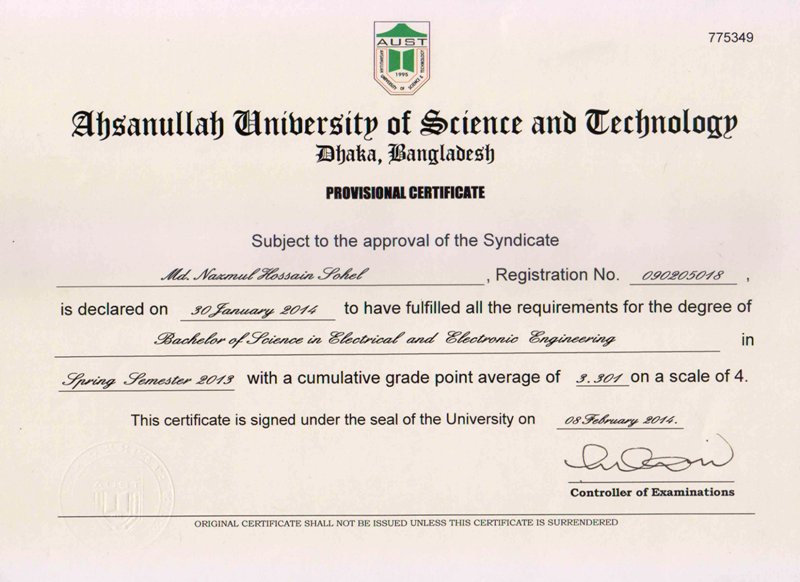 775349
AUST
AHSANULLAH UNIVERSITY OF SCIENCE & TECHNOLOGY
1995
Ahsanullah University of Science and Technology
Dhaka, Bangladesh
PROVISIONAL CERTIFICATE
Subject to the approval of the Syndicate
Md. Nazmul Hossain Sohel, Registration No. 090205018,
is declared on 30 January 2014 to have fulfilled all the requirements for the degree of
Bachelor of Science in Electrical and Electronic Engineering in
Spring Semester 2013 with a cumulative grade point average of 3.301 on a scale of 4.
This certificate is signed under the seal of the University on 08 February 2014.
Controller of Examinations
ORIGINAL CERTIFICATE SHALL NOT BE ISSUED UNLESS THIS CERTIFICATE IS SURRENDERED